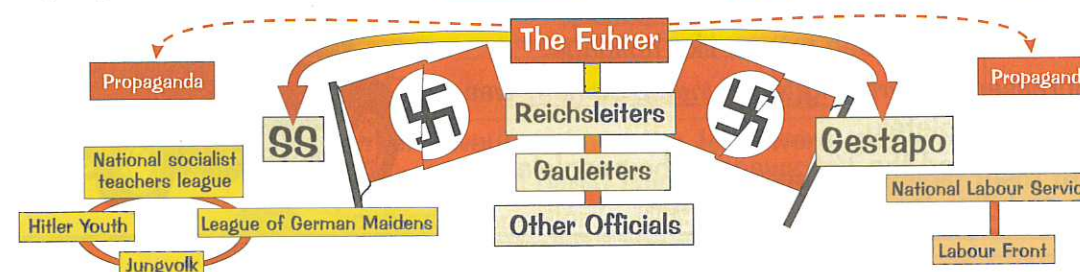 The Fuhrer
Propaganda
Propagand
Reichsleiters
SS
Gestapo
National socialist
teachers league
Gauleiters
National Labour Servic
Hitler Youth
League of German Maidens
Other Officials
Jungvolk
Labour Front